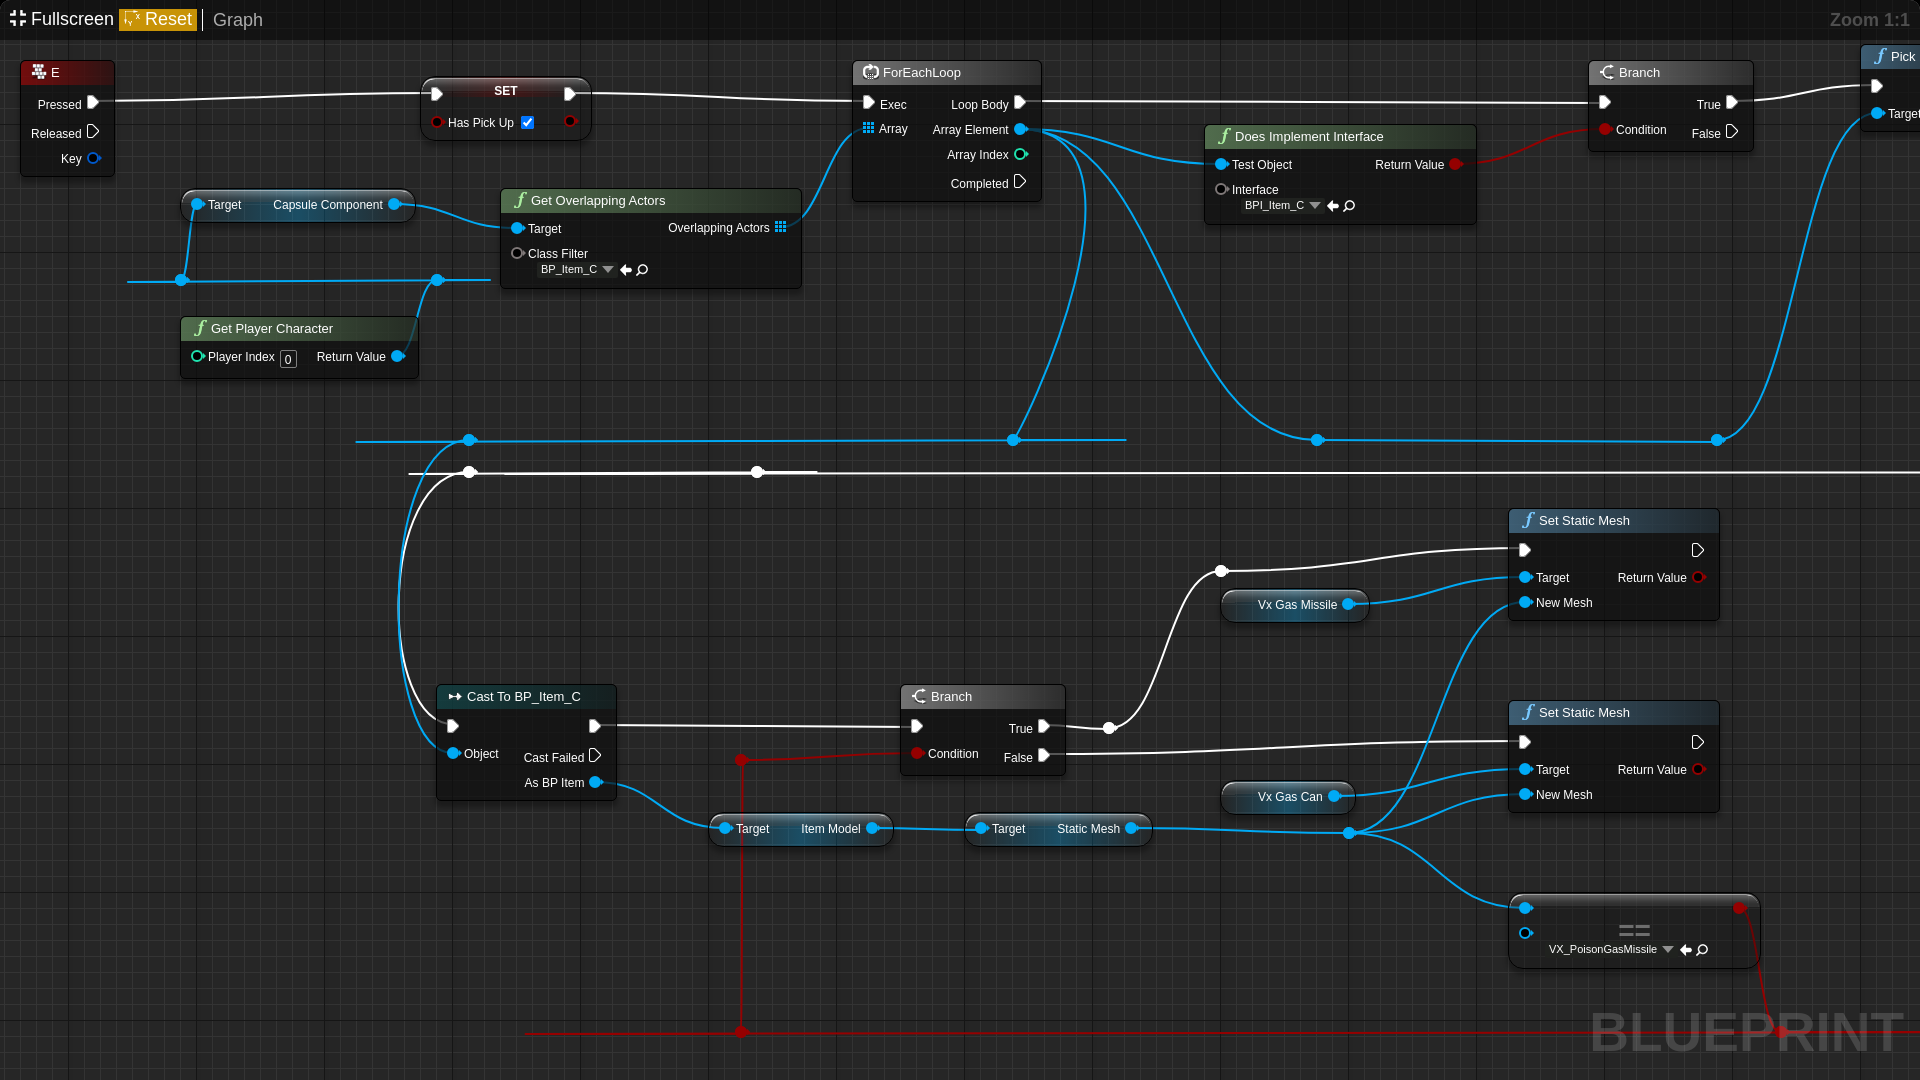 Fullscreen Reset Graph
Zoom 1:1
E
Pressed
Released
Key
SET
Has Pick Up
ForEachLoop
Exec Loop Body
Array Array Element
Array Index
Completed
Does Implement Interface
Test Object Return Value
Interface
BPI_Item_C
Branch
True
Condition False
Pick
Target
Target Capsule Component
Get Overlapping Actors
Target Overlapping Actors
Class Filter
BP_Item_C
Get Player Character
Player Index 0 Return Value
Set Static Mesh
Target Return Value
New Mesh
Vx Gas Missile
Cast To BP_Item_C
Object Cast Failed
As BP Item
Branch
True
Condition False
Set Static Mesh
Target Return Value
New Mesh
Vx Gas Can
Target Item Model
Target Static Mesh
==
VX_PoisonGasMissile
BLUEPRINT